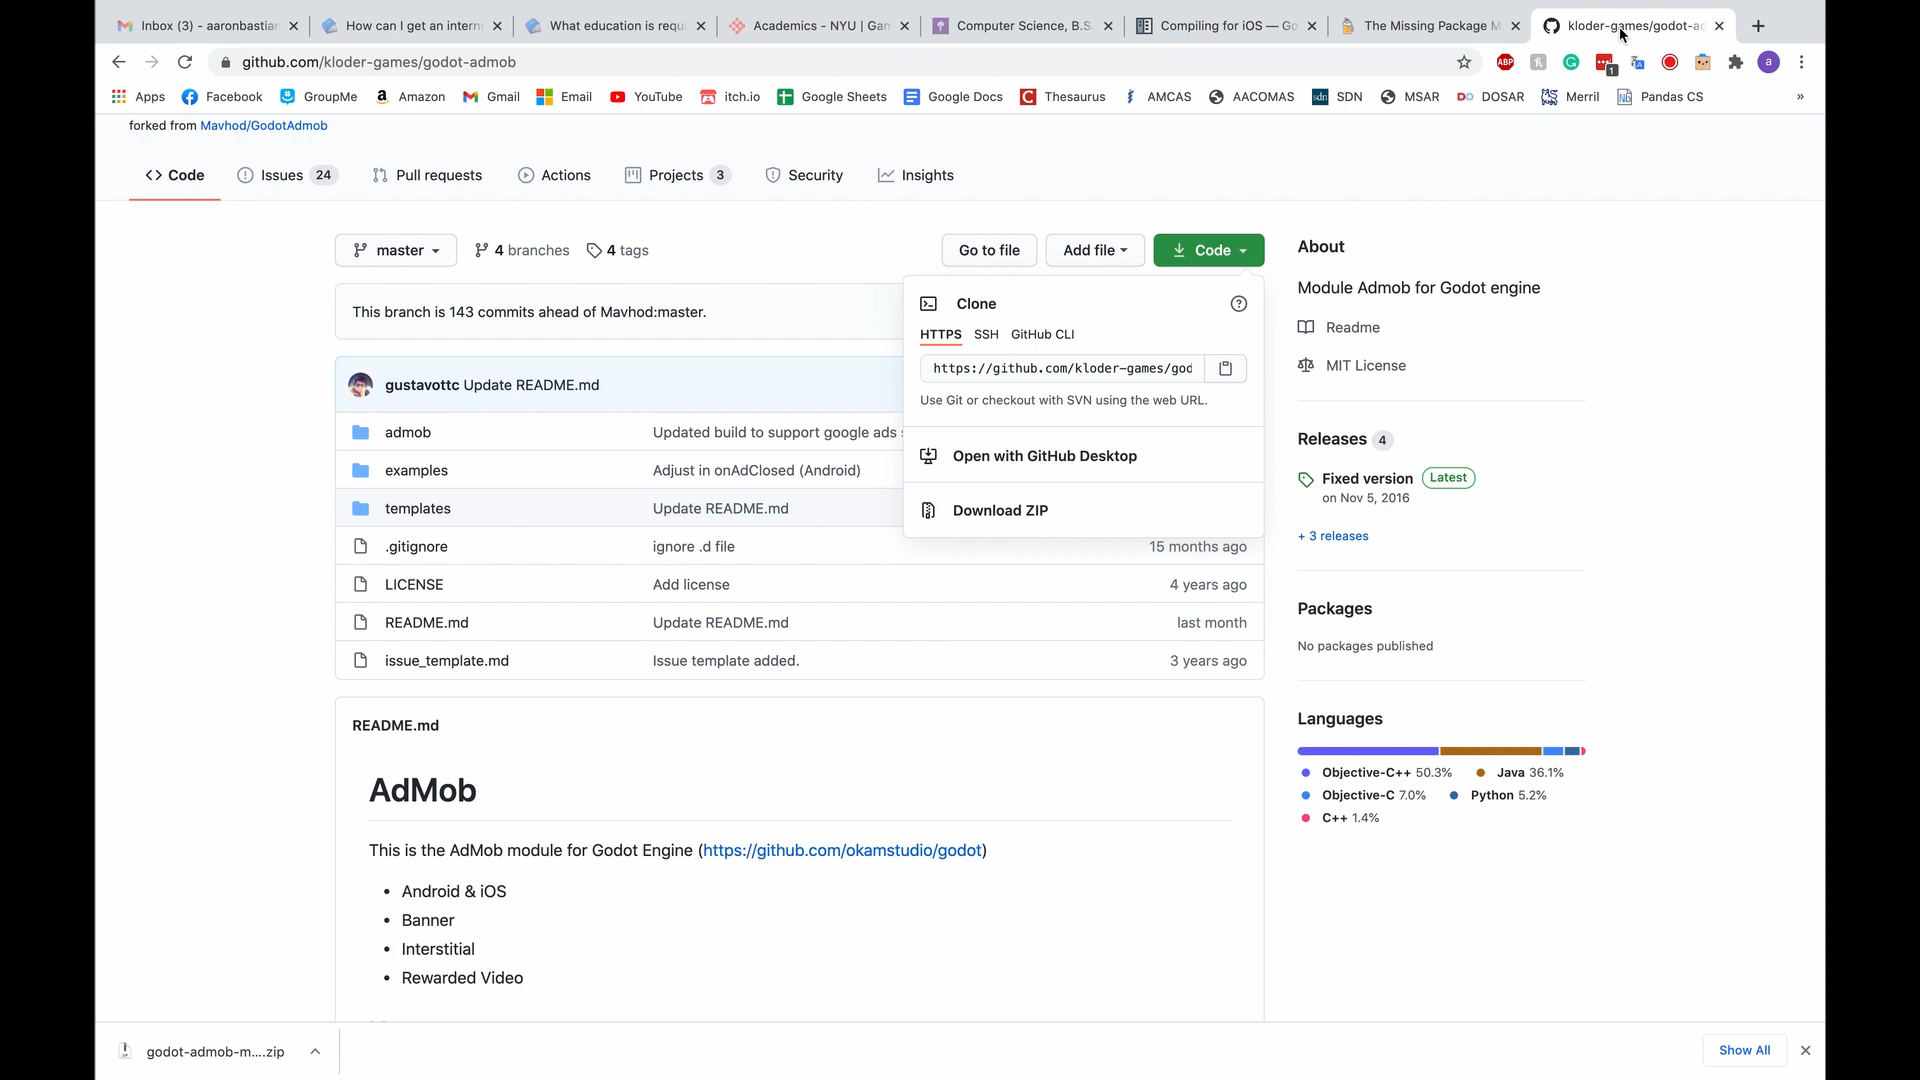 Inbox (3) - aaronbastian
How can I get an intern
What education is requi
Academics - NYU | Gam
Computer Science, B.S.
Compiling for iOS — Go
The Missing Package M
kloder-games/godot-ad
github.com/kloder-games/godot-admob
ABP
1
a
Apps
Facebook
GroupMe
Amazon
Gmail
Email
YouTube
itch.io
Google Sheets
Google Docs
Thesaurus
AMCAS
AACOMAS
SDN
MSAR
DOSAR
Merril
Pandas CS
»
forked from Mavhod/GodotAdmob
Code
Issues 24
Pull requests
Actions
Projects 3
Security
Insights
master
4 branches
4 tags
Go to file
Add file
Code
This branch is 143 commits ahead of Mavhod:master.
Clone
HTTPS SSH GitHub CLI
https://github.com/kloder-games/god
Use Git or checkout with SVN using the web URL.
Open with GitHub Desktop
Download ZIP
gustavottc Update README.md
admob Updated build to support google ads
examples Adjust in onAdClosed (Android)
templates Update README.md
.gitignore ignore .d file 15 months ago
LICENSE Add license 4 years ago
README.md Update README.md last month
issue_template.md Issue template added. 3 years ago
README.md
AdMob
This is the AdMob module for Godot Engine (https://github.com/okamstudio/godot)
• Android & iOS
• Banner
• Interstitial
• Rewarded Video
About
Module Admob for Godot engine
Readme
MIT License
Releases 4
Fixed version Latest
on Nov 5, 2016
+ 3 releases
Packages
No packages published
Languages
Objective-C++ 50.3%
Java 36.1%
Objective-C 7.0%
Python 5.2%
C++ 1.4%
godot-admob-m....zip
Show All